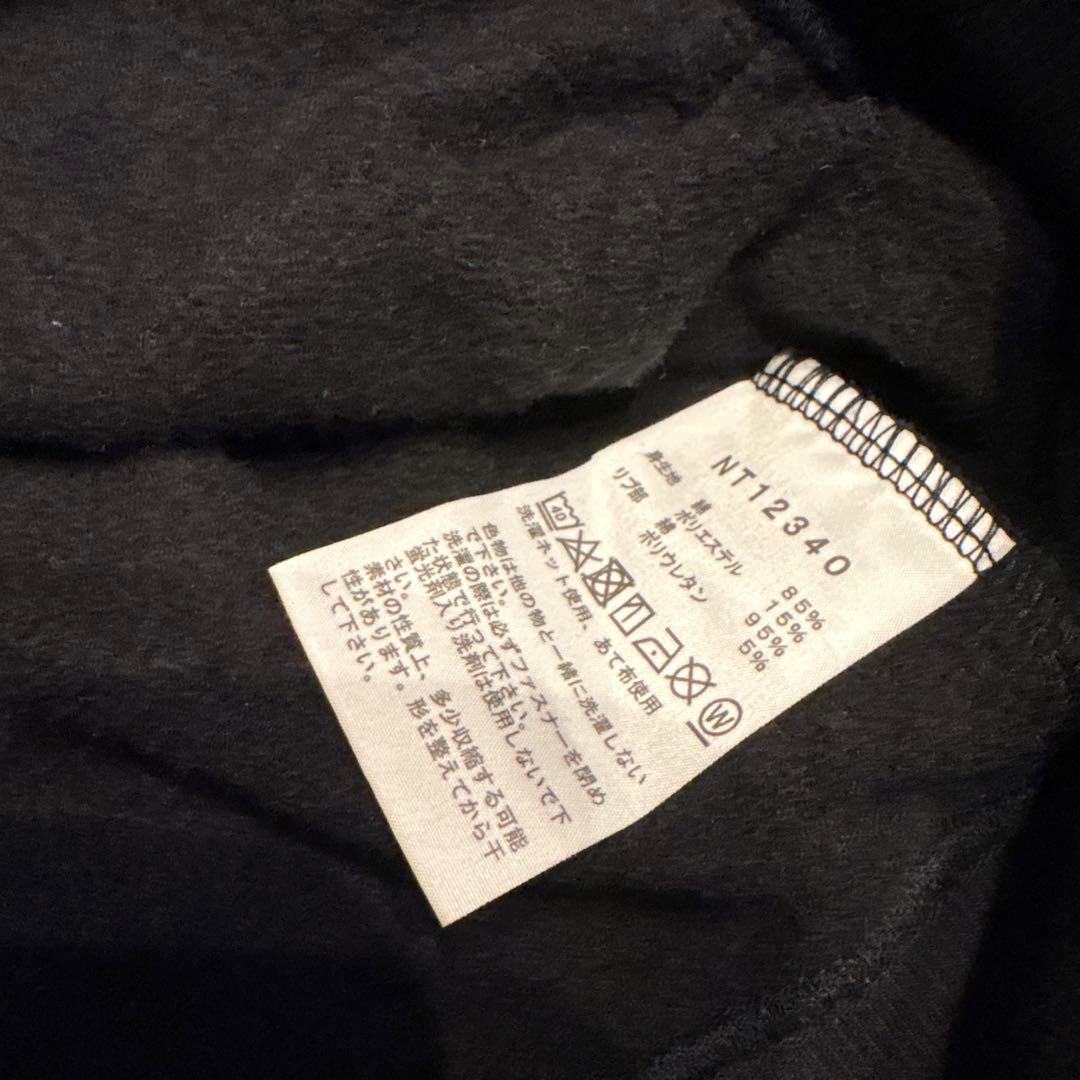 NT12340
身生地 綿 85%
ポリエステル 15%
リブ部 綿 95%
ポリウレタン 5%
40 W
洗濯ネット使用、あて布使用
色物は他の物と一緒に洗濯しない
で下さい。
洗濯の際は必ずファスナーを閉め
た状態で行って下さい。
蛍光剤入り洗剤は使用しないで下
さい。
素材の性質上、多少収縮する可能
性があります。形を整えてから干
して下さい。